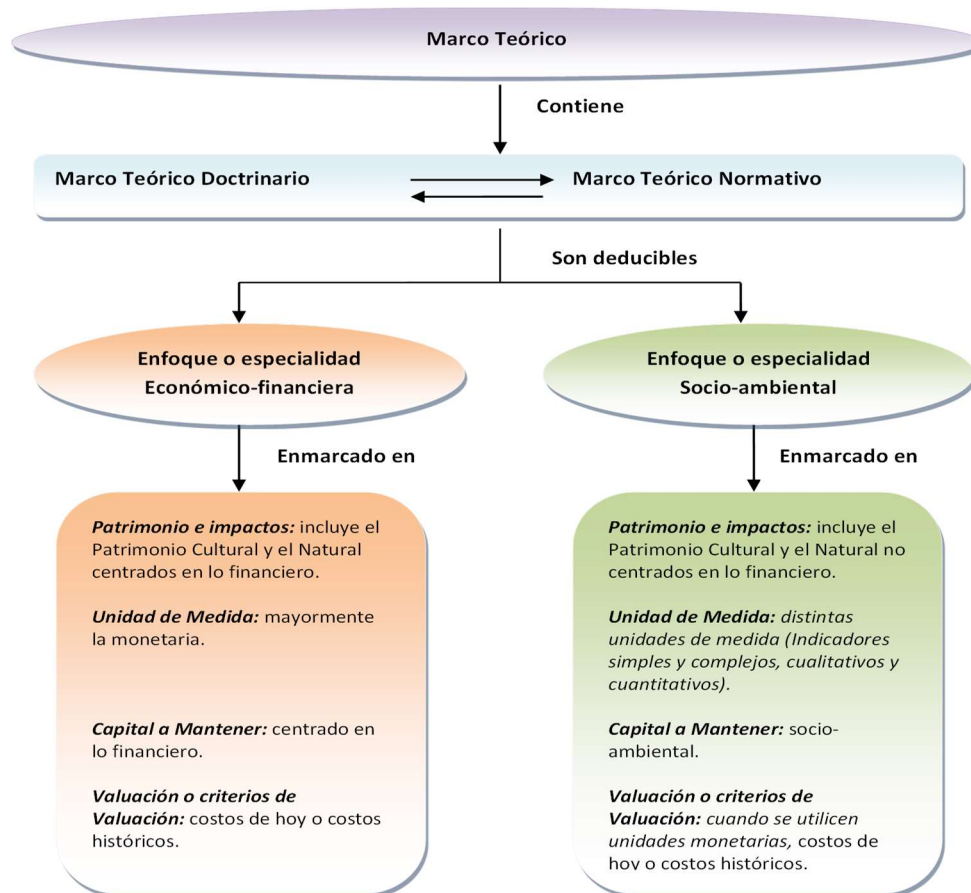 Marco Teórico
Contiene
Marco Teórico Doctrinario
Marco Teórico Normativo
Son deducibles
Enfoque o especialidad
Económico-financiera
Enfoque o especialidad
Socio-ambiental
Enmarcado en
Enmarcado en
Patrimonio e impactos: incluye el
Patrimonio Cultural y el Natural
centrados en lo financiero.
Unidad de Medida: mayormente
la monetaria.
Capital a Mantener: centrado en
lo financiero.
Valuación o criterios de
Valuación: costos de hoy o costos
históricos.
Patrimonio e impactos: incluye el
Patrimonio Cultural y el Natural no
centrados en lo financiero.
Unidad de Medida: distintas
unidades de medida (Indicadores
simples y complejos, cualitativos y
cuantitativos).
Capital a Mantener: socio-
ambiental.
Valuación o criterios de
Valuación: cuando se utilicen
unidades monetarias, costos de
hoy o costos históricos.